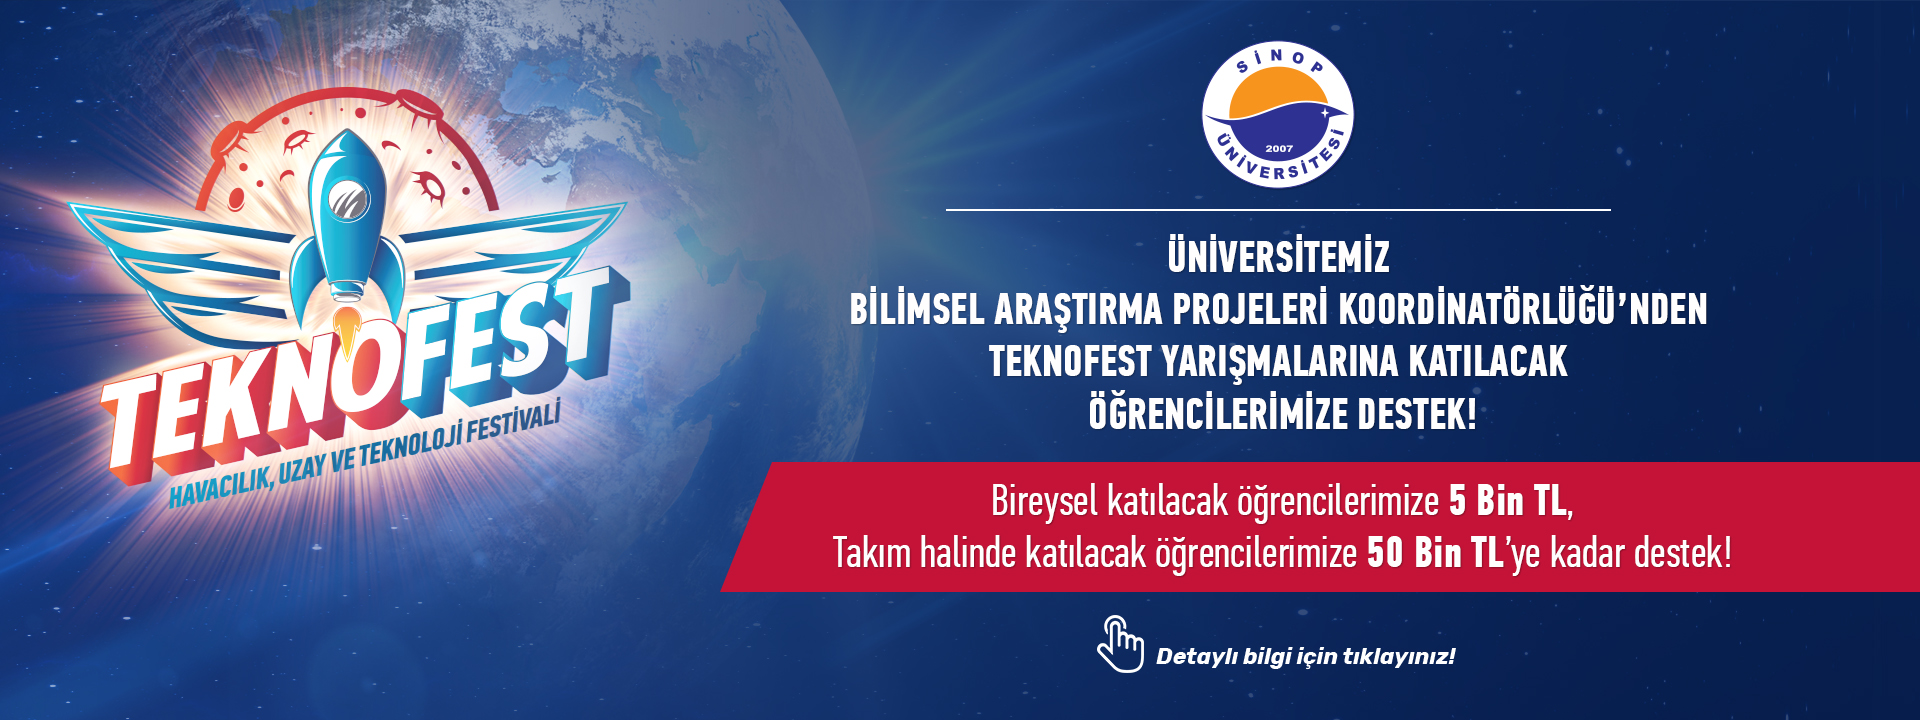 TEKNOFEST
HAVACILIK, UZAY VE TEKNOLOJİ FESTİVALİ
SİNOP
2007
ÜNİVERSİTESİ
ÜNİVERSİTEMİZ
BİLİMSEL ARAŞTIRMA PROJELERİ KOORDİNATÖRLÜĞÜ’NDEN
TEKNOFEST YARIŞMALARINA KATILACAK
ÖĞRENCİLERİMİZE DESTEK!
Bireysel katılacak öğrencilerimize 5 Bin TL,
Takım halinde katılacak öğrencilerimize 50 Bin TL’ye kadar destek!
Detaylı bilgi için tıklayınız!